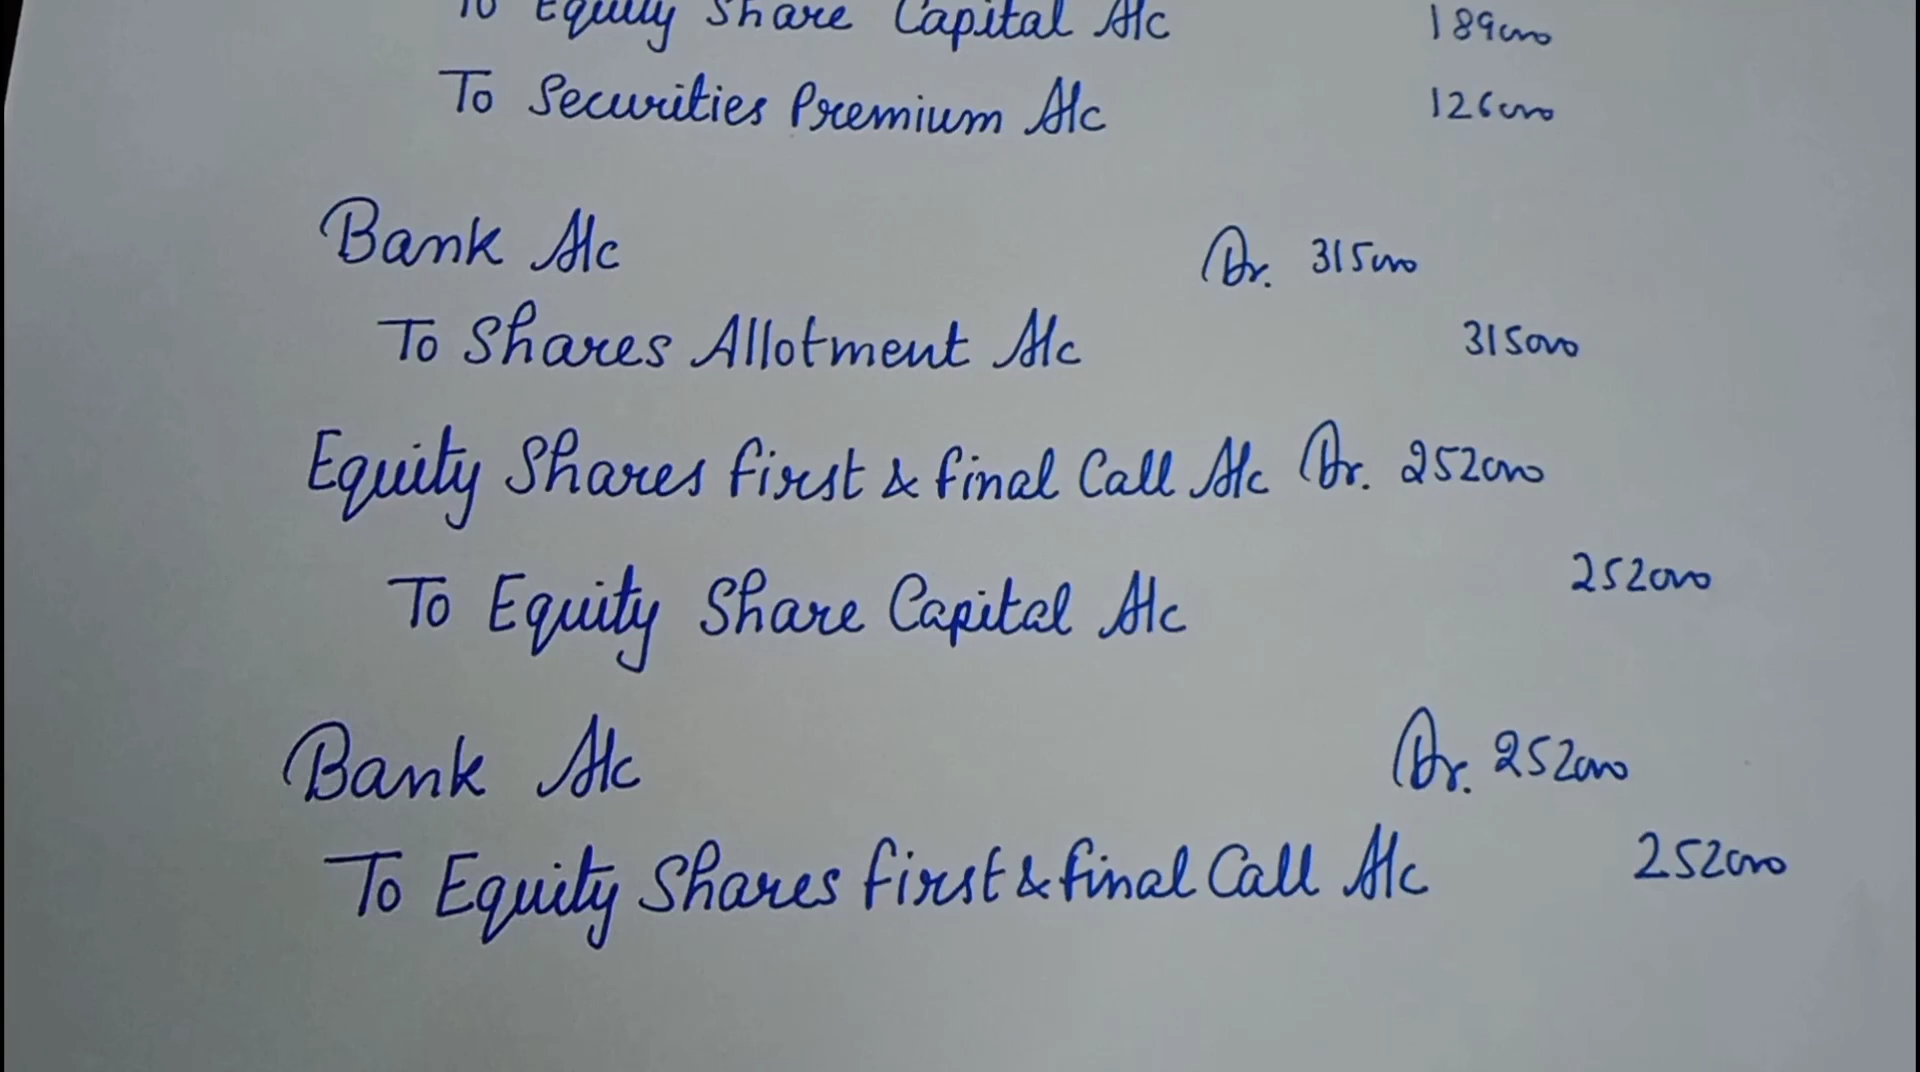 To Equity Share Capital A/c 189000
To Securities Premium A/c 126000
Bank A/c Dr. 315000
To Shares Allotment A/c 315000
Equity Shares first & final Call A/c Dr. 252000
To Equity Share Capital A/c 252000
Bank A/c Dr. 252000
To Equity Shares first & final Call A/c 252000